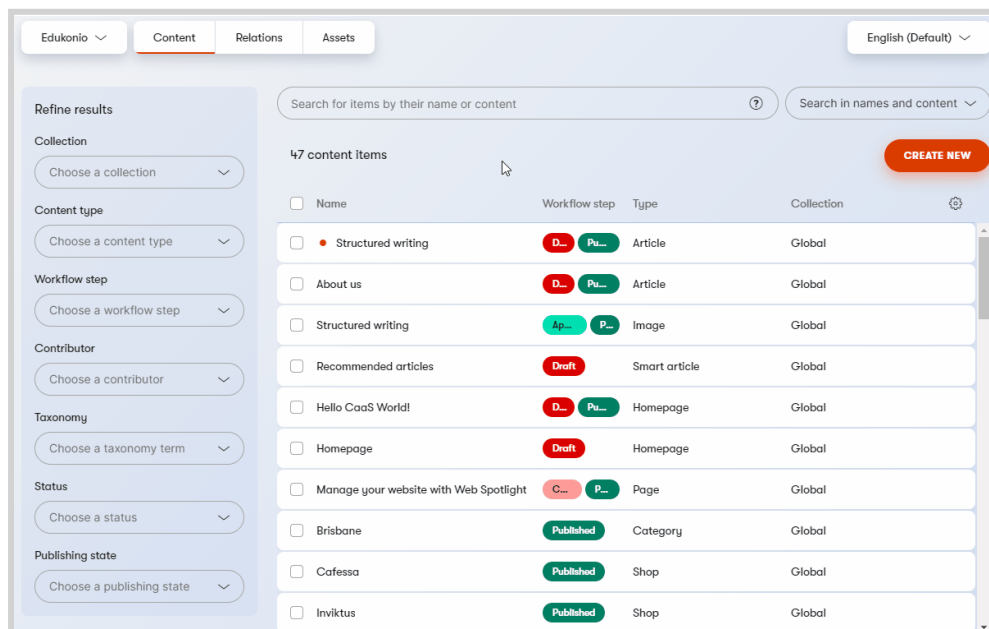 Edukonio Content Relations Assets English (Default)
Refine results
Collection
Choose a collection
Content type
Choose a content type
Workflow step
Choose a workflow step
Contributor
Choose a contributor
Taxonomy
Choose a taxonomy term
Status
Choose a status
Publishing state
Choose a publishing state
Search for items by their name or content ? Search in names and content
47 content items CREATE NEW
Name Workflow step Type Collection
Structured writing D... Pu... Article Global
About us D... Pu... Article Global
Structured writing Ap... P... Image Global
Recommended articles Draft Smart article Global
Hello CaaS World! D... Pu... Homepage Global
Homepage Draft Homepage Global
Manage your website with Web Spotlight C... P... Page Global
Brisbane Published Category Global
Cafessa Published Shop Global
Inviktus Published Shop Global